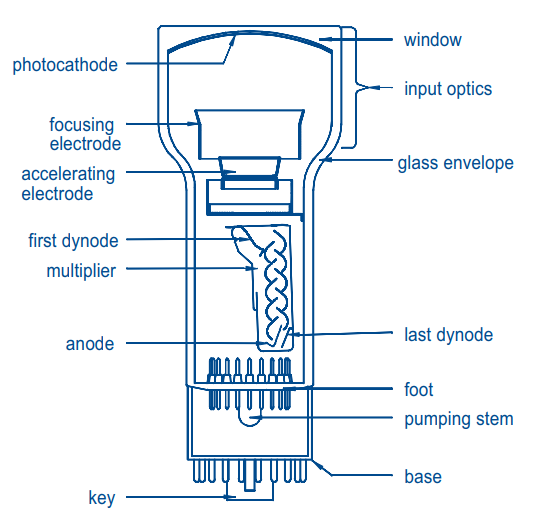 window
photocathode
input optics
focusing
electrode
glass envelope
accelerating
electrode
first dynode
multiplier
last dynode
anode
foot
pumping stem
base
key